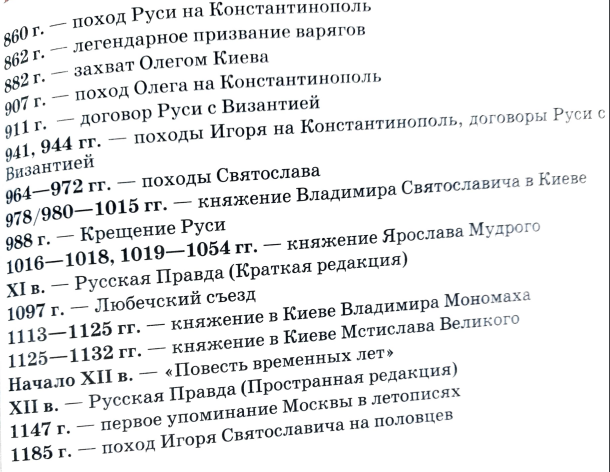 860 г. — поход Руси на Константинополь
862 г. — легендарное призвание варягов
882 г. — захват Олегом Киева
907 г. — поход Олега на Константинополь
911 г. — договор Руси с Византией
941, 944 гг. — походы Игоря на Константинополь, договоры Руси с
Византией
964—972 гг. — походы Святослава
978/980—1015 гг. — княжение Владимира Святославича в Киеве
988 г. — Крещение Руси
1016—1018, 1019—1054 гг. — княжение Ярослава Мудрого
XI в. — Русская Правда (Краткая редакция)
1097 г. — Любечский съезд
1113—1125 гг. — княжение в Киеве Владимира Мономаха
1125—1132 гг. — княжение в Киеве Мстислава Великого
Начало XII в. — «Повесть временных лет»
XII в. — Русская Правда (Пространная редакция)
1147 г. — первое упоминание Москвы в летописях
1185 г. — поход Игоря Святославича на половцев